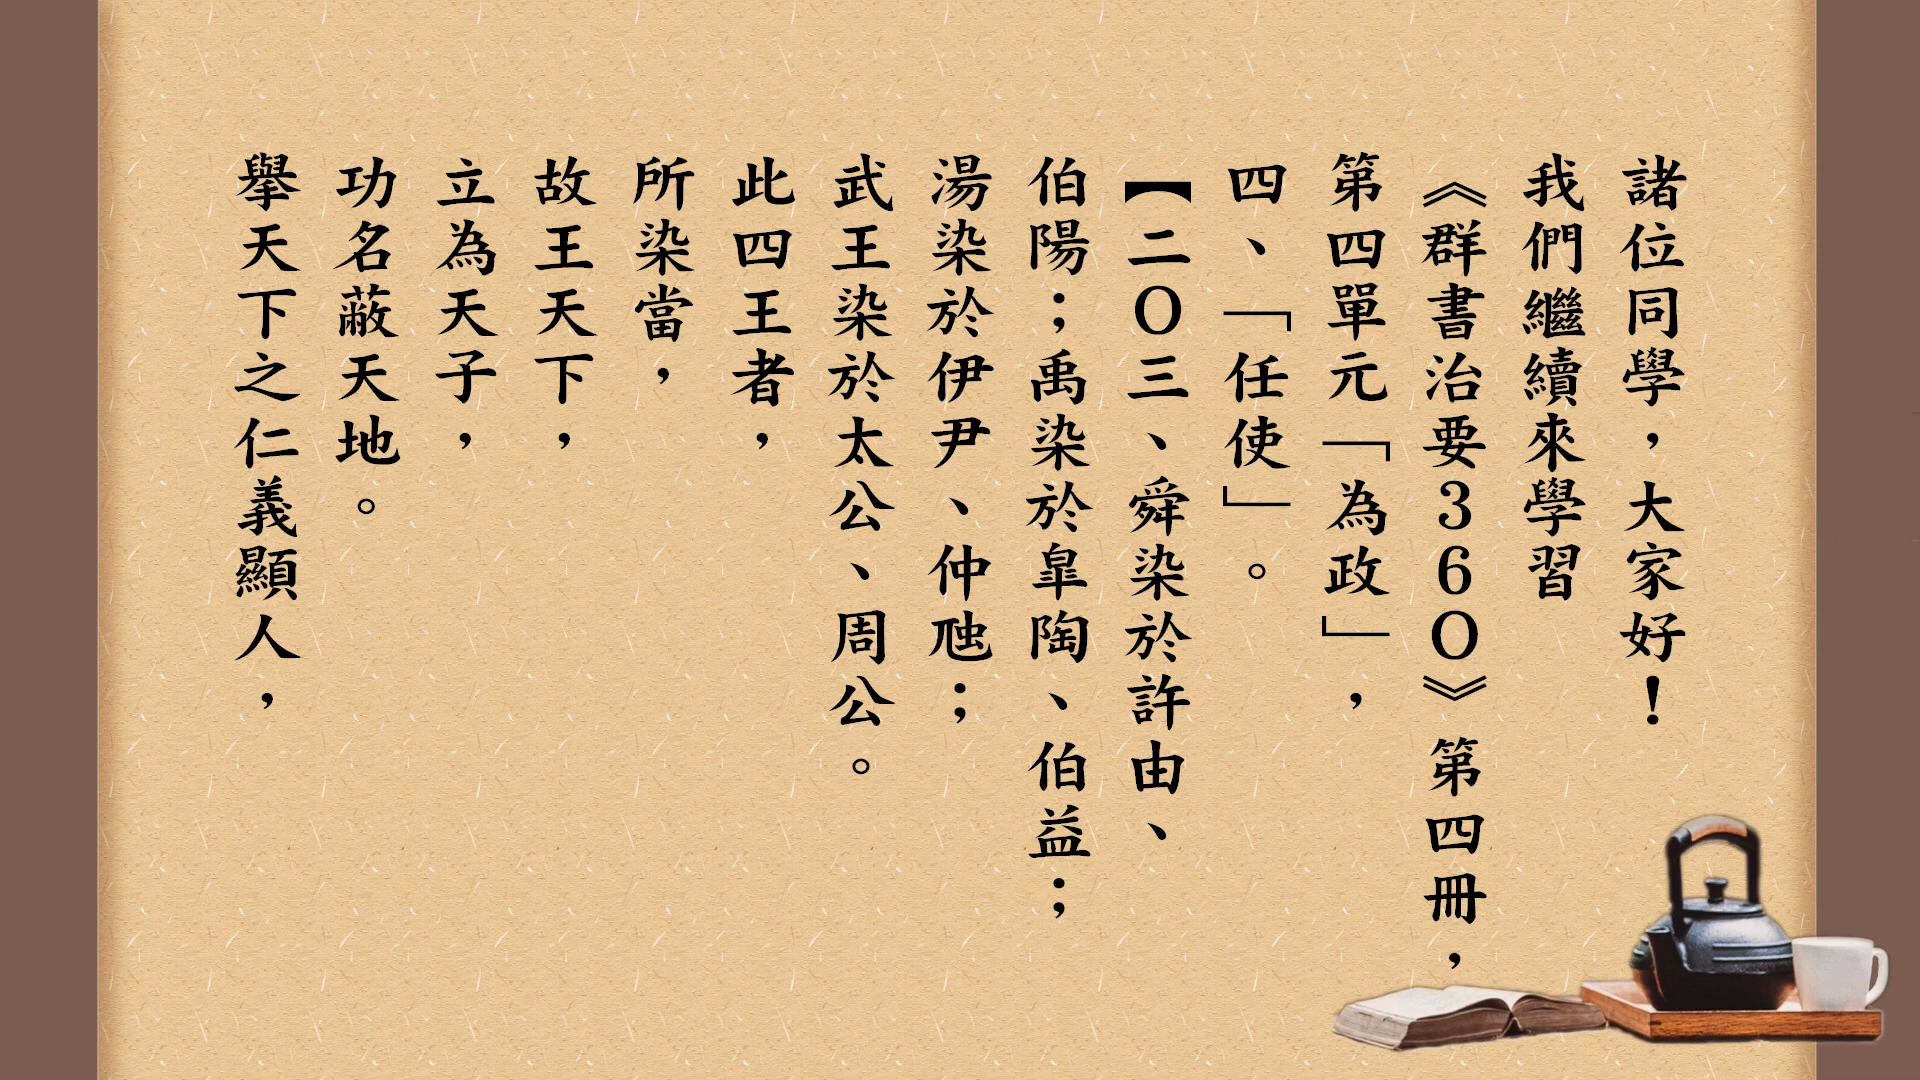 諸位同學，大家好！
我們繼續來學習
《群書治要３６０》第四冊，
第四單元「為政」，
四、「任使」。
【二０三、舜染於許由、
伯陽；禹染於皐陶、伯益；
湯染於伊尹、仲虺；
武王染於太公、周公。
此四王者，
所染當，
故王天下，
立為天子，
功名蔽天地。
舉天下之仁義顯人，